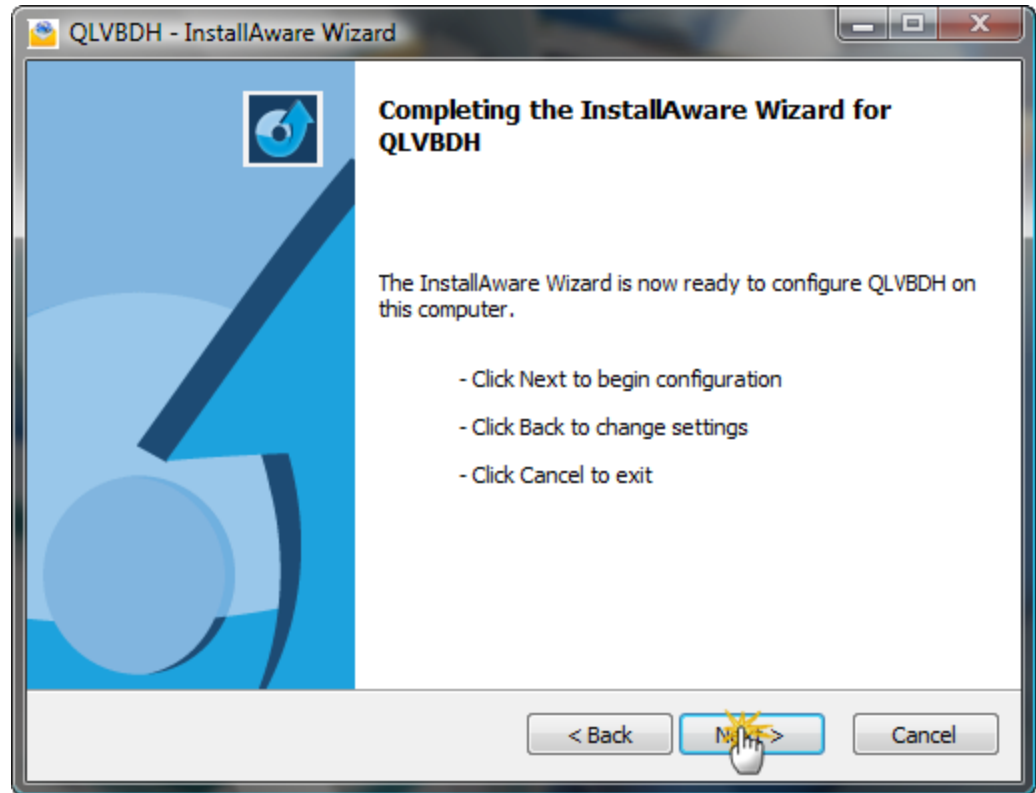 QLVBDH - InstallAware Wizard
Completing the InstallAware Wizard for
QLVBDH
The InstallAware Wizard is now ready to configure QLVBDH on
this computer.
- Click Next to begin configuration
- Click Back to change settings
- Click Cancel to exit
< Back
Next >
Cancel